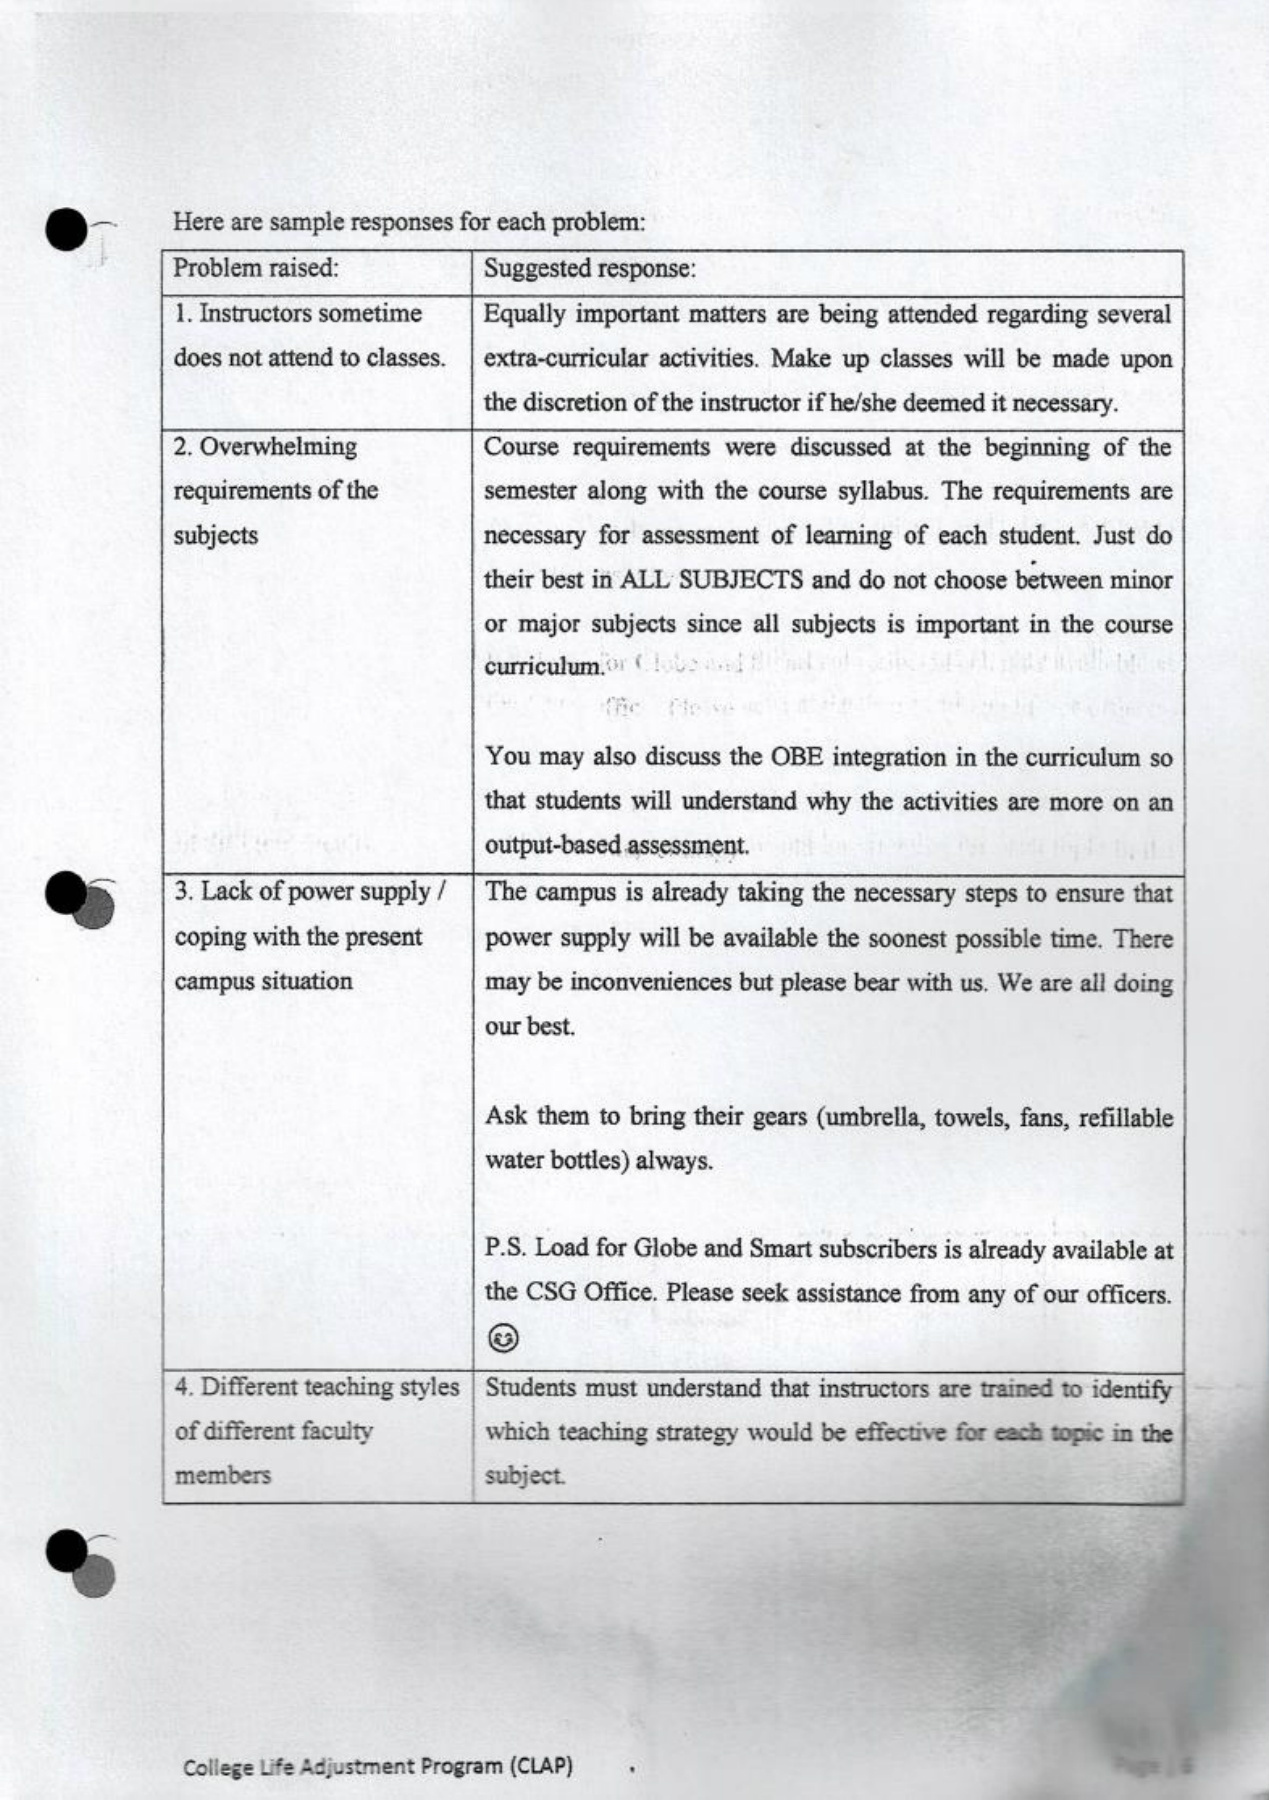 Here are sample responses for each problem:
Problem raised:
Suggested response:
1. Instructors sometime
does not attend to classes.
Equally important matters are being attended regarding several
extra-curricular activities. Make up classes will be made upon
the discretion of the instructor if he/she deemed it necessary.
2. Overwhelming
requirements of the
subjects
Course requirements were discussed at the beginning of the
semester along with the course syllabus. The requirements are
necessary for assessment of learning of each student. Just do
their best in ALL SUBJECTS and do not choose between minor
or major subjects since all subjects is important in the course
curriculum.
You may also discuss the OBE integration in the curriculum so
that students will understand why the activities are more on an
output-based assessment.
3. Lack of power supply /
coping with the present
campus situation
The campus is already taking the necessary steps to ensure that
power supply will be available the soonest possible time. There
may be inconveniences but please bear with us. We are all doing
our best.
Ask them to bring their gears (umbrella, towels, fans, refillable
water bottles) always.
P.S. Load for Globe and Smart subscribers is already available at
the CSG Office. Please seek assistance from any of our officers.
4. Different teaching styles
of different faculty
members
Students must understand that instructors are trained to identify
which teaching strategy would be effective for each topic in the
subject.
College Life Adjustment Program (CLAP)
Page |